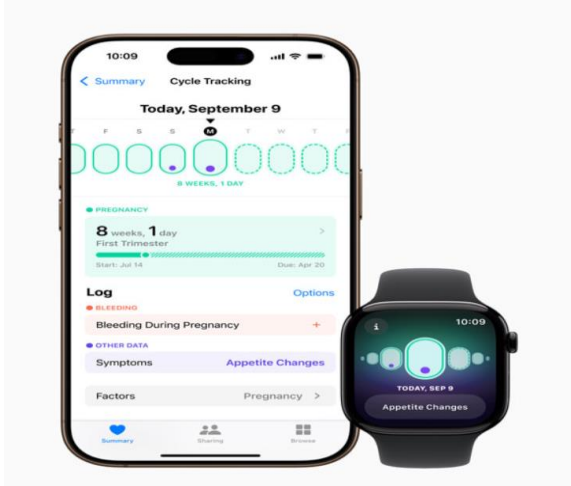 10:09
Summary Cycle Tracking
Today, September 9
F S S M T W T
8 WEEKS, 1 DAY
PREGNANCY
8 weeks, 1 day
First Trimester
Start: Jul 14 Due: Apr 20
Log Options
BLEEDING
Bleeding During Pregnancy +
OTHER DATA
Symptoms Appetite Changes
Factors Pregnancy >
Summary Sharing Browse
i 10:09
TODAY, SEP 9
Appetite Changes